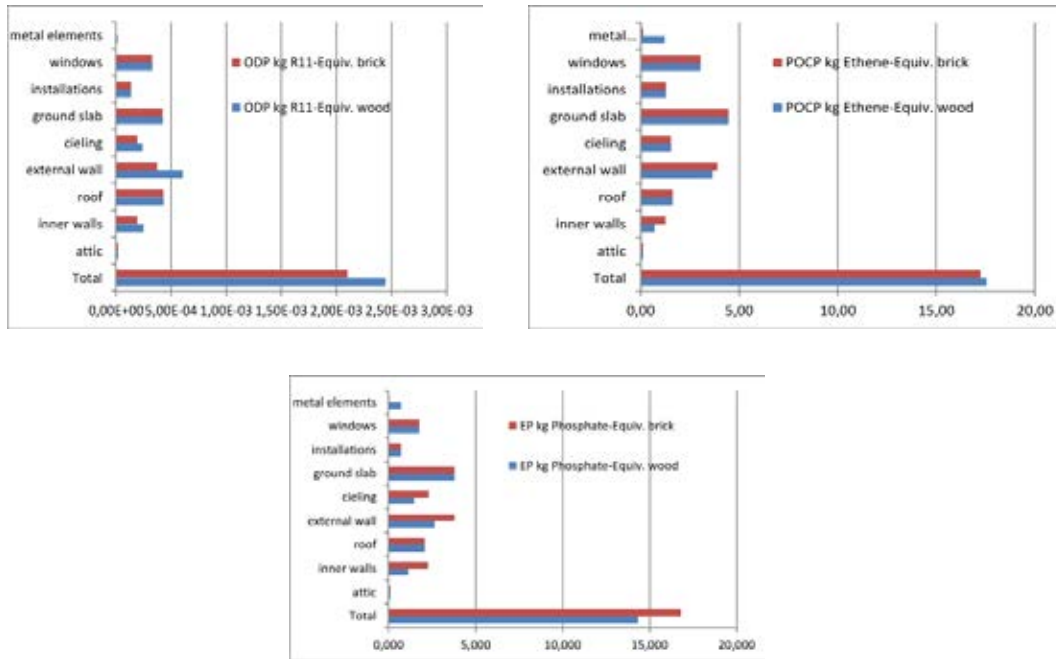 metal elements
windows
installations
ground slab
cieling
external wall
roof
inner walls
attic
Total
ODP kg R11-Equiv. brick
ODP kg R11-Equiv. wood
0,00E+00 5,00E-04 1,00E-03 1,50E-03 2,00E-03 2,50E-03 3,00E-03
metal...
windows
installations
ground slab
cieling
external wall
roof
inner walls
attic
Total
POCP kg Ethene-Equiv. brick
POCP kg Ethene-Equiv. wood
0,00 5,00 10,00 15,00 20,00
metal elements
windows
installations
ground slab
cieling
external wall
roof
inner walls
attic
Total
EP kg Phosphate-Equiv. brick
EP kg Phosphate-Equiv. wood
0,000 5,000 10,000 15,000 20,000